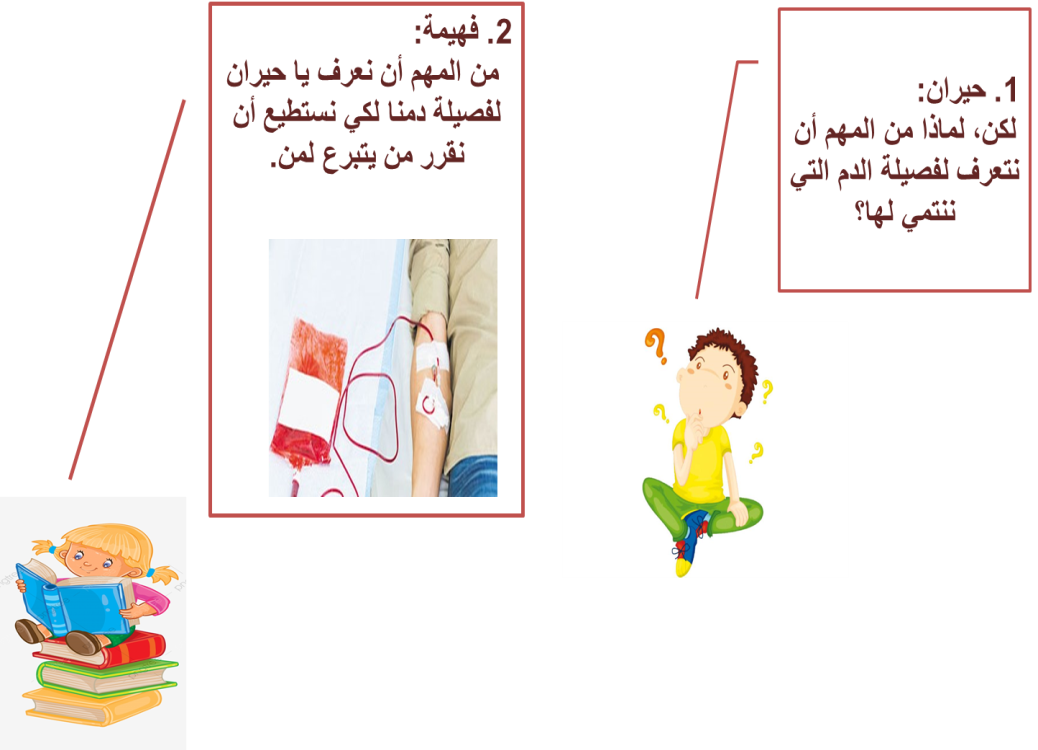 1. حيران:
لكن، لماذا من المهم أن
نتعرف لفصيلة الدم التي
ننتمي لها؟
2. فهيمة:
من المهم أن نعرف يا حيران
لفصيلة دمنا لكي نستطيع أن
نقرر من يتبرع لمن.